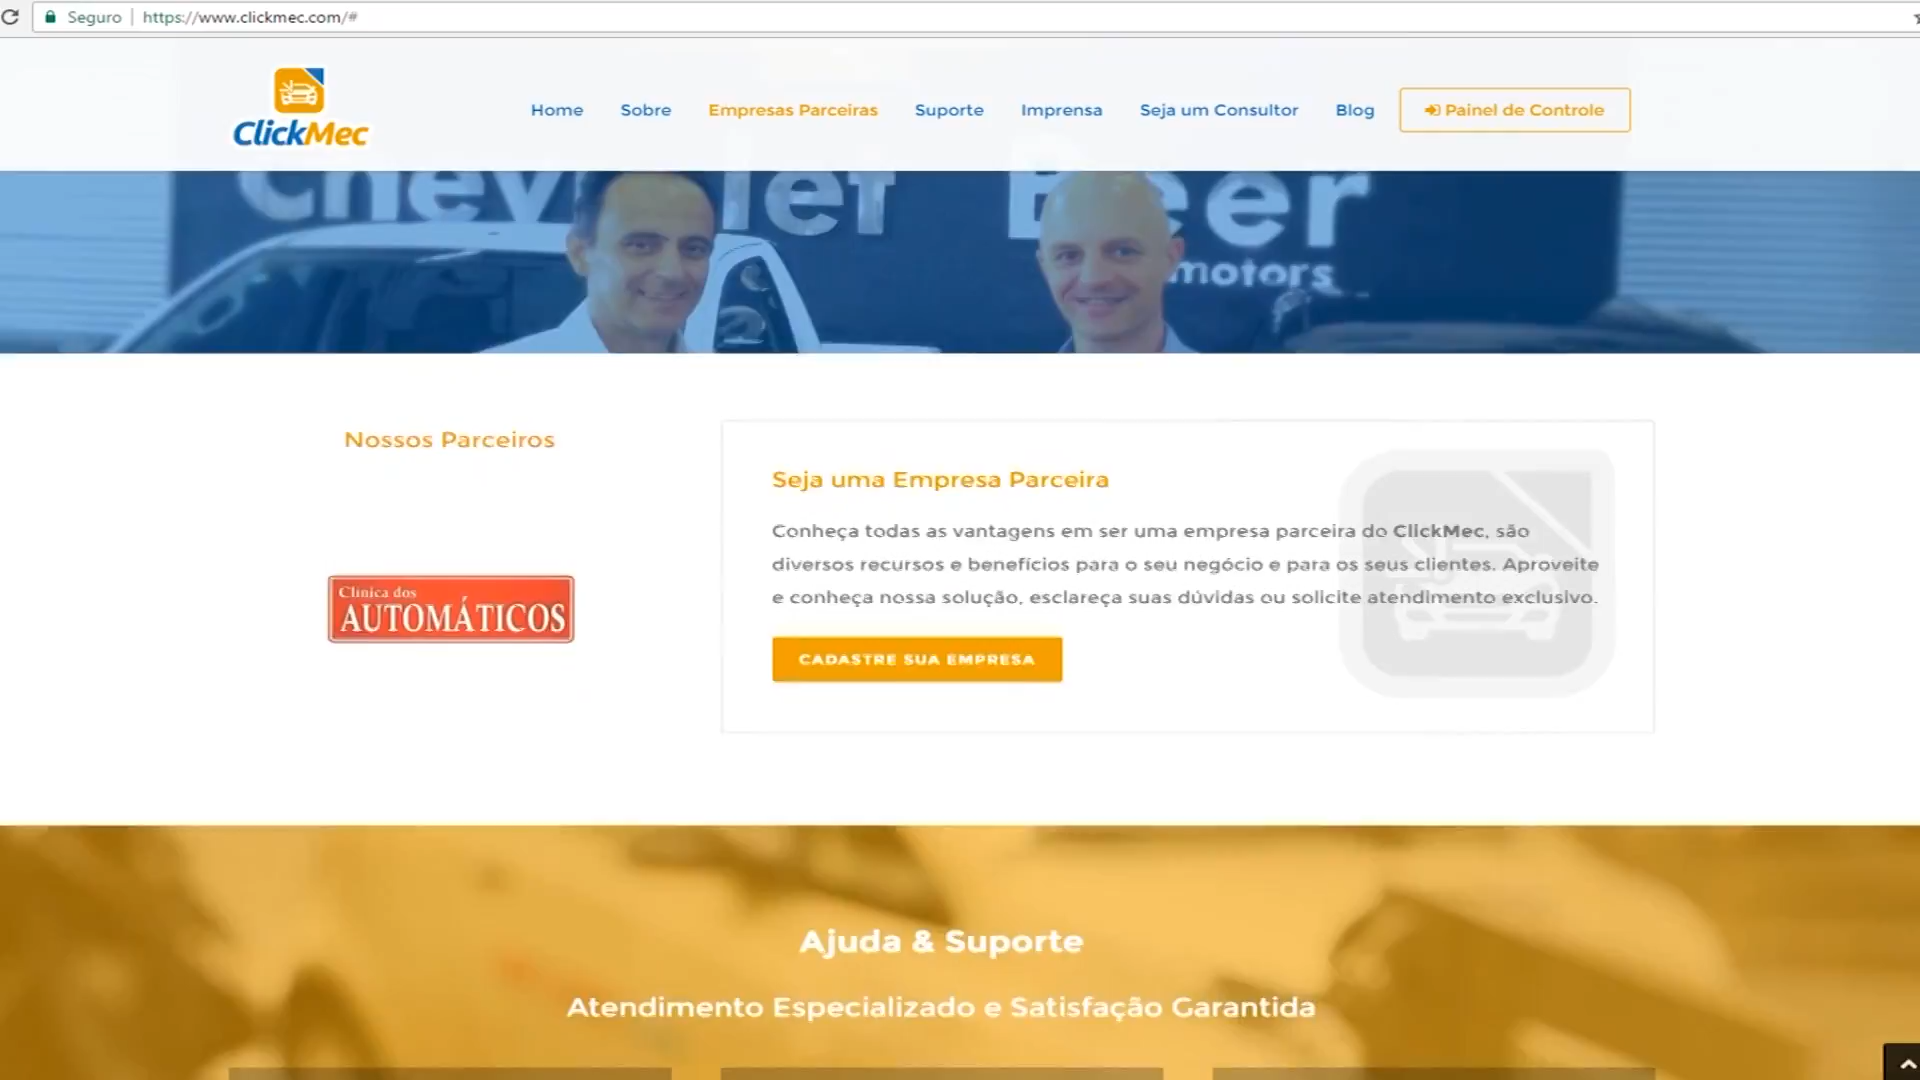 Seguro
https://www.clickmec.com/#
ClickMec
Home
Sobre
Empresas Parceiras
Suporte
Imprensa
Seja um Consultor
Blog
Painel de Controle
Beer
motors
Nossos Parceiros
Clínica dos
AUTOMÁTICOS
Seja uma Empresa Parceira
Conheça todas as vantagens em ser uma empresa parceira do ClickMec, são
diversos recursos e benefícios para o seu negócio e para os seus clientes. Aproveite
e conheça nossa solução, esclareça suas dúvidas ou solicite atendimento exclusivo.
CADASTRE SUA EMPRESA
Ajuda & Suporte
Atendimento Especializado e Satisfação Garantida